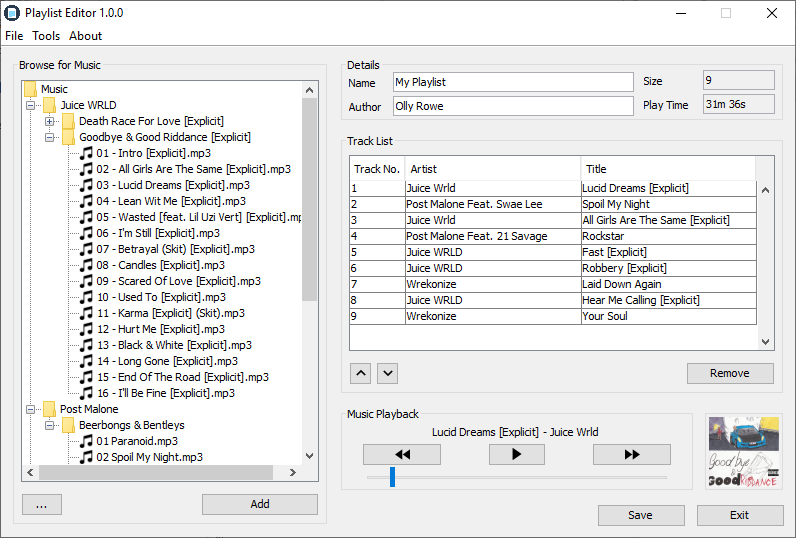 Playlist Editor 1.0.0
File Tools About
Browse for Music
Music
Juice WRLD
Death Race For Love [Explicit]
Goodbye & Good Riddance [Explicit]
01 - Intro [Explicit].mp3
02 - All Girls Are The Same [Explicit].mp3
03 - Lucid Dreams [Explicit].mp3
04 - Lean Wit Me [Explicit].mp3
05 - Wasted [feat. Lil Uzi Vert] [Explicit].mp
06 - I'm Still [Explicit].mp3
07 - Betrayal (Skit) [Explicit].mp3
08 - Candles [Explicit].mp3
09 - Scared Of Love [Explicit].mp3
10 - Used To [Explicit].mp3
11 - Karma [Explicit] (Skit).mp3
12 - Hurt Me [Explicit].mp3
13 - Black & White [Explicit].mp3
14 - Long Gone [Explicit].mp3
15 - End Of The Road [Explicit].mp3
16 - I'll Be Fine [Explicit].mp3
Post Malone
Beerbongs & Bentleys
01 Paranoid.mp3
02 Spoil My Night.mp3
... Add
Details
Name My Playlist Size 9
Author Olly Rowe Play Time 31m 36s
Track List
Track No. Artist Title
1 Juice Wrld Lucid Dreams [Explicit]
2 Post Malone Feat. Swae Lee Spoil My Night
3 Juice Wrld All Girls Are The Same [Explicit]
4 Post Malone Feat. 21 Savage Rockstar
5 Juice WRLD Fast [Explicit]
6 Juice WRLD Robbery [Explicit]
7 Wrekonize Laid Down Again
8 Juice WRLD Hear Me Calling [Explicit]
9 Wrekonize Your Soul
Remove
Music Playback
Lucid Dreams [Explicit] - Juice Wrld
Goodbye
&
Good RIDDANCE
Save Exit